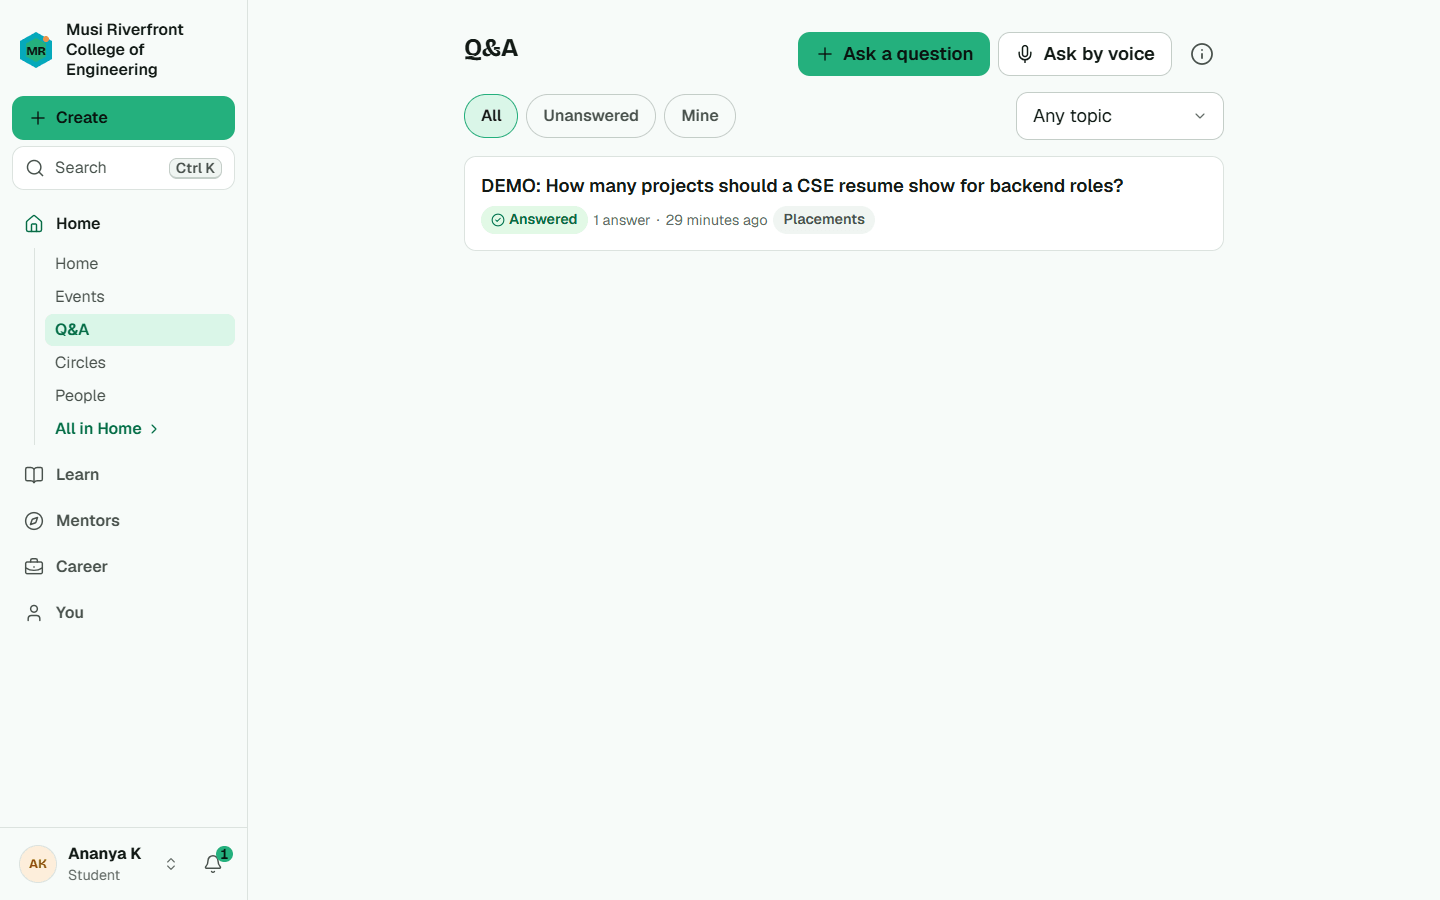 MR
Musi Riverfront
College of
Engineering
Create
Search Ctrl K
Home
Home
Events
Q&A
Circles
People
All in Home
Learn
Mentors
Career
You
AK
Ananya K
Student
1
Q&A
Ask a question
Ask by voice
All Unanswered Mine
Any topic
DEMO: How many projects should a CSE resume show for backend roles?
Answered 1 answer · 29 minutes ago Placements